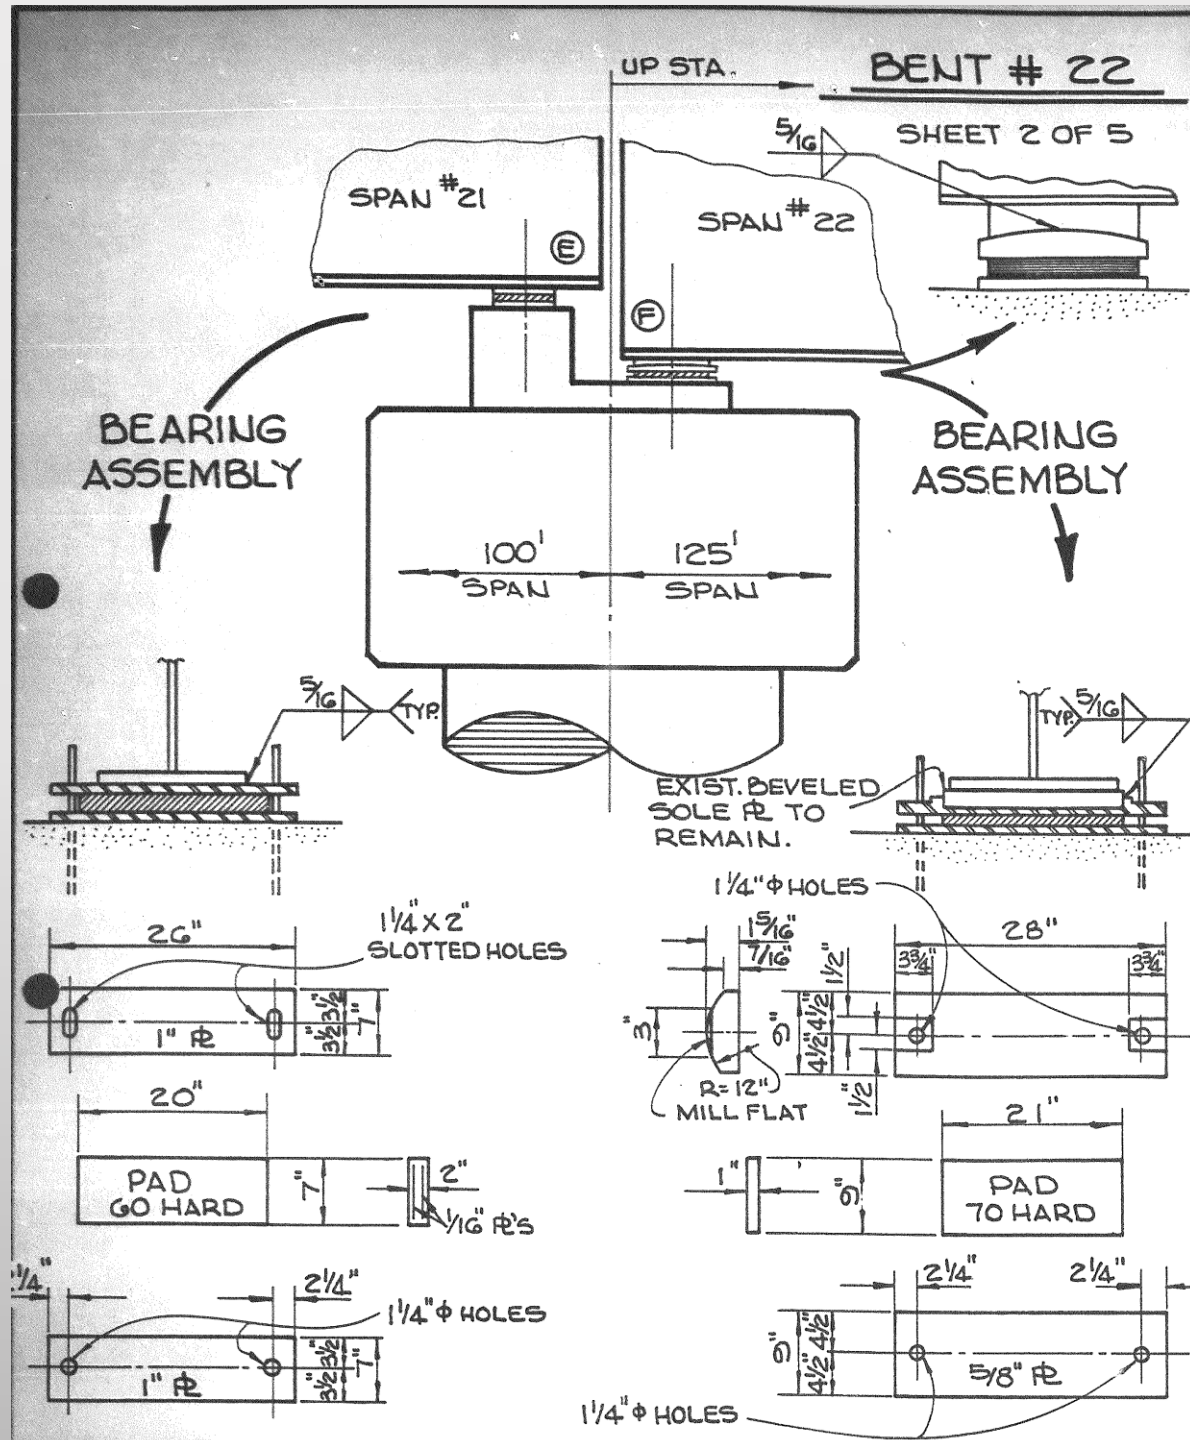 UP STA.
BENT # 22
SHEET 2 OF 5
5/16
SPAN #21
SPAN #22
E
F
BEARING
ASSEMBLY
BEARING
ASSEMBLY
100'
SPAN
125'
SPAN
5/16
TYP.
TYP.
5/16
EXIST. BEVELED
SOLE PL TO
REMAIN.
1 1/4" Φ HOLES
26"
1 1/4" X 2"
SLOTTED HOLES
1 5/16"
7/16"
28"
3 3/4"
3 3/4"
1 1/2"
1" PL
3 1/2" 3 1/2"
7"
3"
9"
4 1/2" 4 1/2"
R=12"
MILL FLAT
1 1/2"
20"
21"
PAD
60 HARD
7"
2"
1/16" PL'S
1"
9"
PAD
70 HARD
1/4"
2 1/4"
1 1/4" Φ HOLES
2 1/4"
2 1/4"
1" PL
3 1/2" 3 1/2"
7"
9"
4 1/2" 4 1/2"
5/8" PL
1 1/4" Φ HOLES